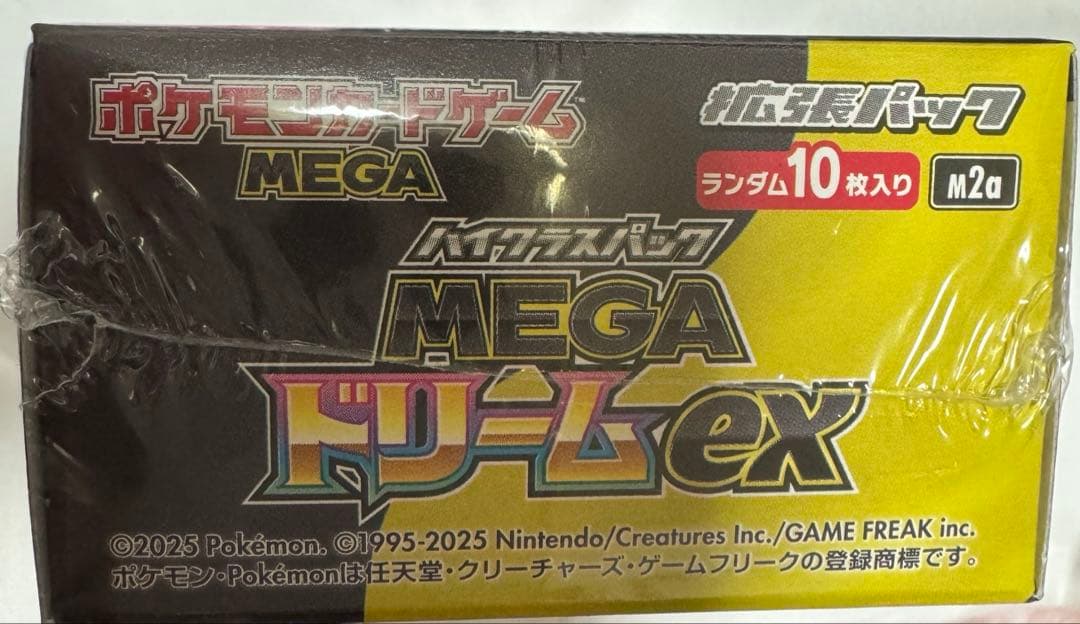 ポケモンカードゲーム
MEGA
拡張パック
ランダム10枚入り M2a
ハイクラスパック
MEGA
ドリームex
©2025 Pokémon. ©1995-2025 Nintendo/Creatures Inc./GAME FREAK inc.
ポケモン・Pokémonは任天堂・クリーチャーズ・ゲームフリークの登録商標です。